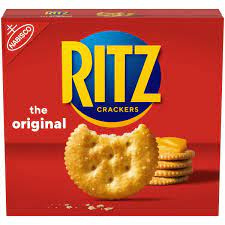 NABISCO
RITZ
CRACKERS
the
original